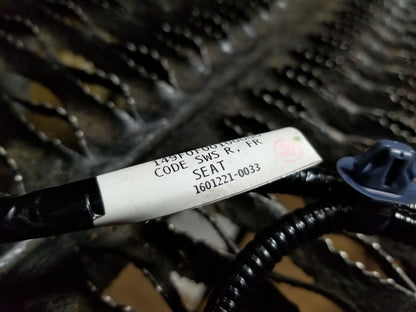 CODE SWS R. FR
SEAT
1601221-0033